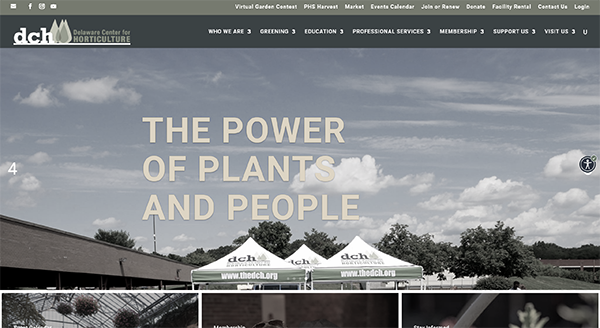 Virtual Garden Contest PHS Harvest Market Events Calendar Join or Renew Donate Facility Rental Contact Us Login
dch Delaware Center for
HORTICULTURE
WHO WE ARE 3 GREENING 3 EDUCATION 3 PROFESSIONAL SERVICES 3 MEMBERSHIP 3 SUPPORT US 3 VISIT US 3 U
THE POWER
OF PLANTS
AND PEOPLE
4
dch
www.thedch.org
dch
HORTICULTURE
www.thedch.org
Membership
Stay Informed